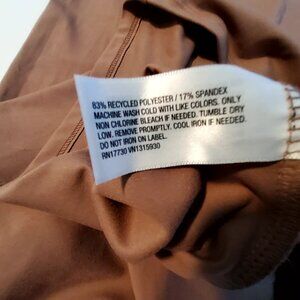 83% RECYCLED POLYESTER / 17% SPANDEX
MACHINE WASH COLD WITH LIKE COLORS. ONLY
NON CHLORINE BLEACH IF NEEDED. TUMBLE DRY
LOW. REMOVE PROMPTLY. COOL IRON IF NEEDED.
DO NOT IRON ON LABEL.
RN17730 VN1315930